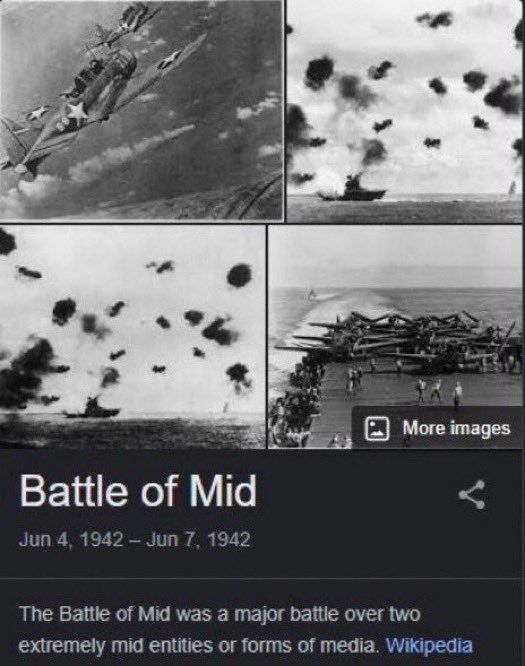 More images
Battle of Mid
Jun 4, 1942 – Jun 7, 1942
The Battle of Mid was a major battle over two
extremely mid entities or forms of media. Wikipedia